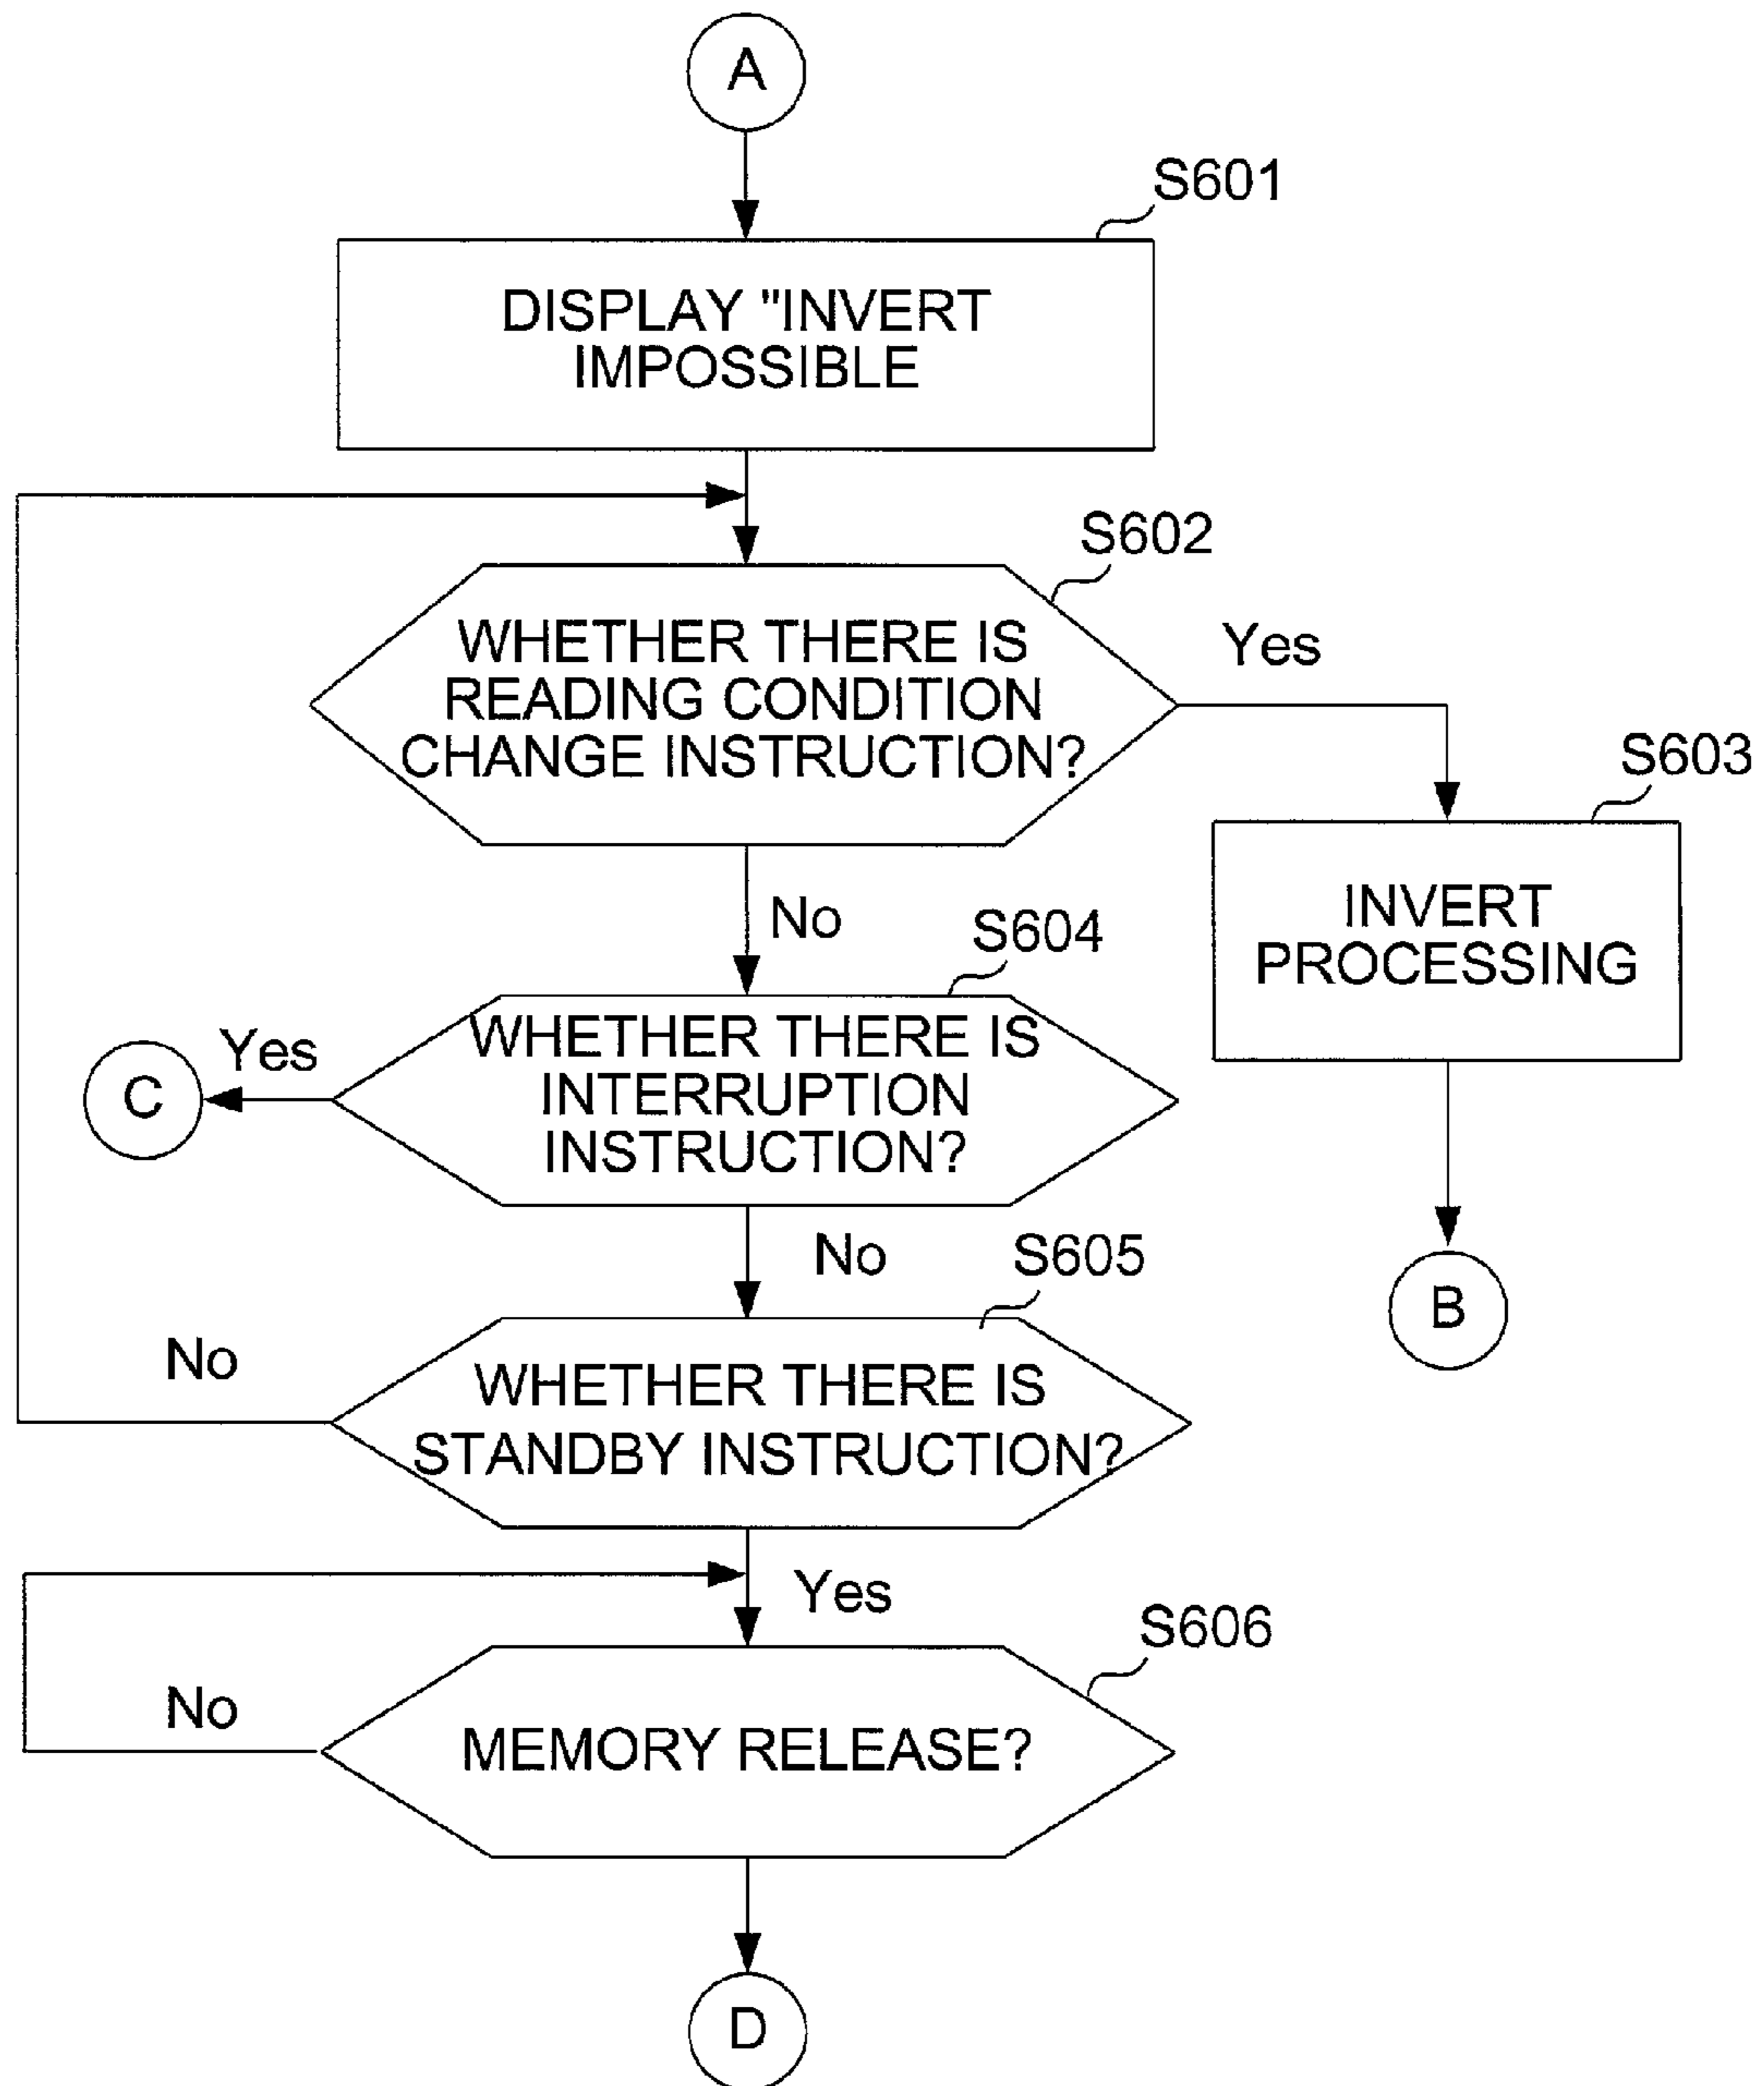 A
S601
DISPLAY "INVERT
IMPOSSIBLE
S602
WHETHER THERE IS
READING CONDITION
CHANGE INSTRUCTION?
Yes
S603
INVERT
PROCESSING
B
No
S604
WHETHER THERE IS
INTERRUPTION
INSTRUCTION?
Yes
C
No
S605
WHETHER THERE IS
STANDBY INSTRUCTION?
No
Yes
S606
MEMORY RELEASE?
No
D